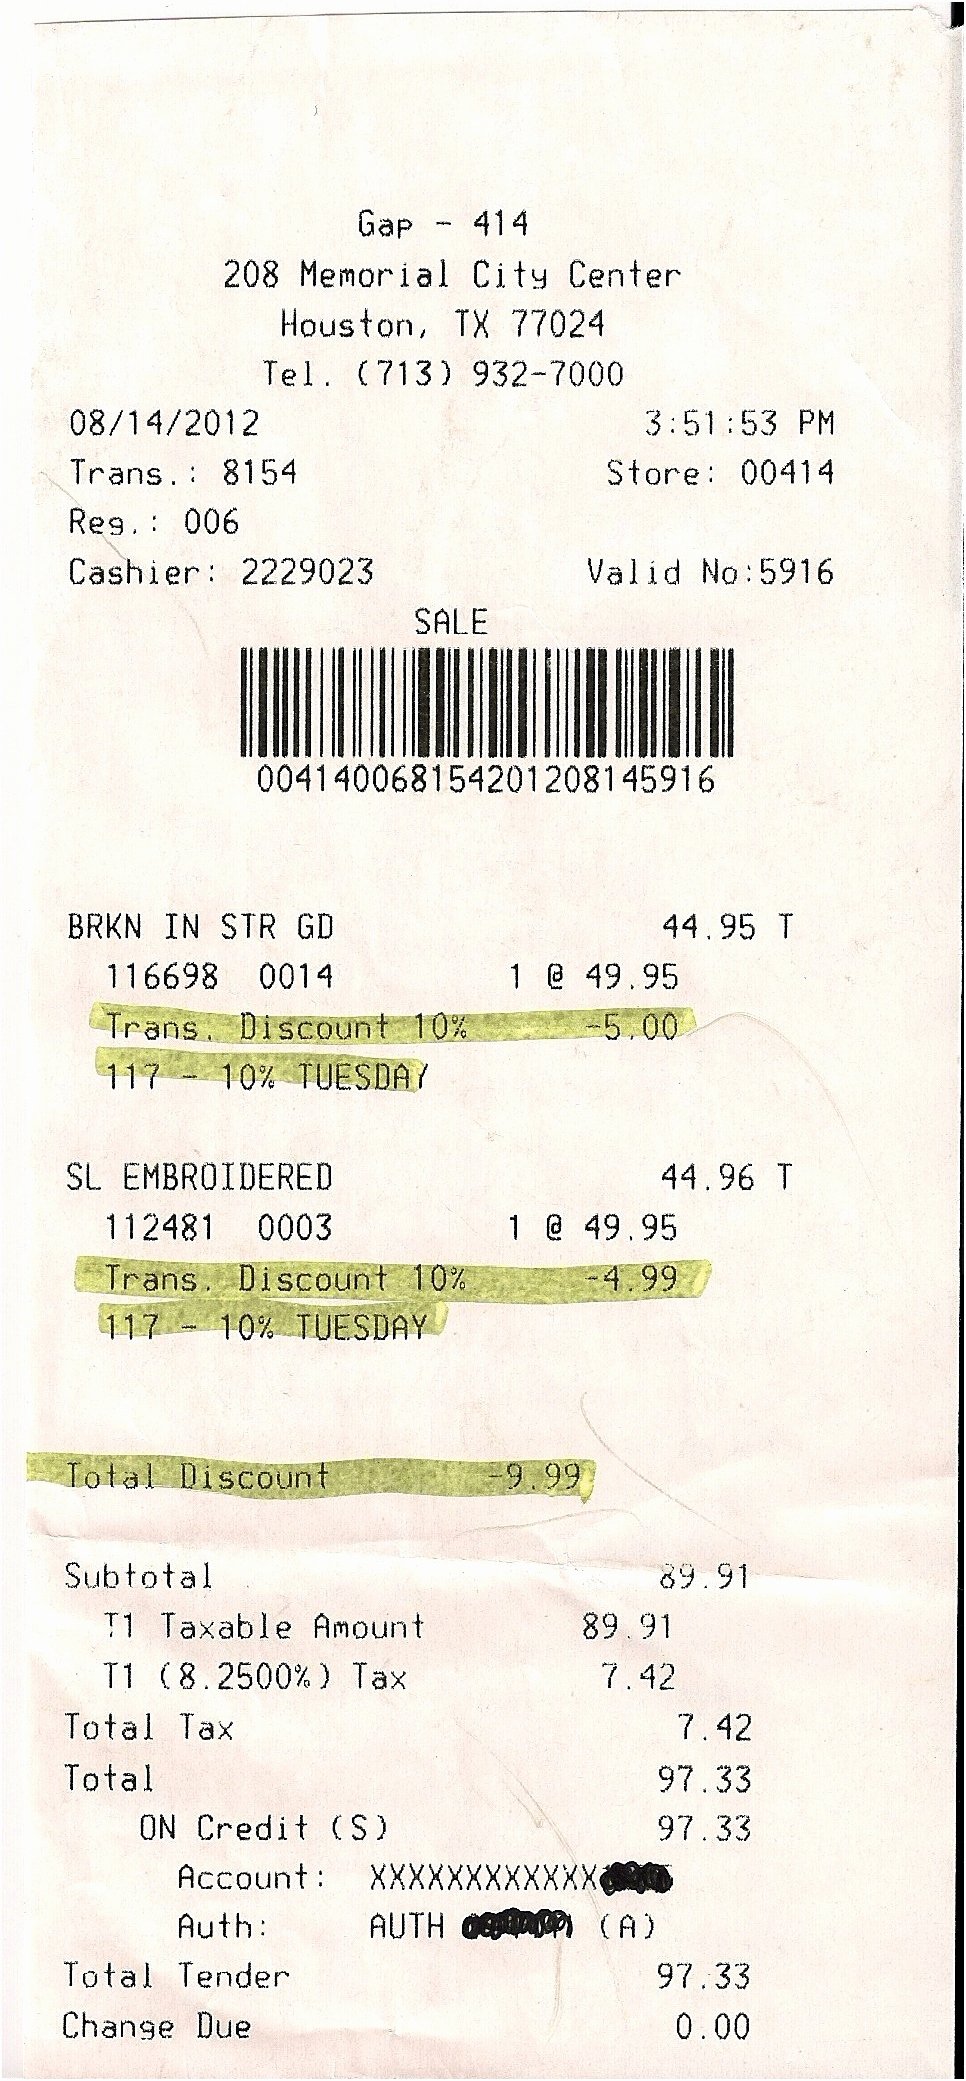 Gap - 414
208 Memorial City Center
Houston, TX 77024
Tel. (713) 932-7000
08/14/2012 3:51:53 PM
Trans.: 8154 Store: 00414
Reg.: 006
Cashier: 2229023 Valid No:5916
SALE
004140068154201208145916
BRKN IN STR GD 44.95 T
116698 0014 1 @ 49.95
Trans. Discount 10% -5.00
117 - 10% TUESDAY
SL EMBROIDERED 44.96 T
112481 0003 1 @ 49.95
Trans. Discount 10% -4.99
117 - 10% TUESDAY
Total Discount -9.99
Subtotal 89.91
T1 Taxable Amount 89.91
T1 (8.2500%) Tax 7.42
Total Tax 7.42
Total 97.33
ON Credit (S) 97.33
Account: XXXXXXXXXXXX
Auth: AUTH (A)
Total Tender 97.33
Change Due 0.00